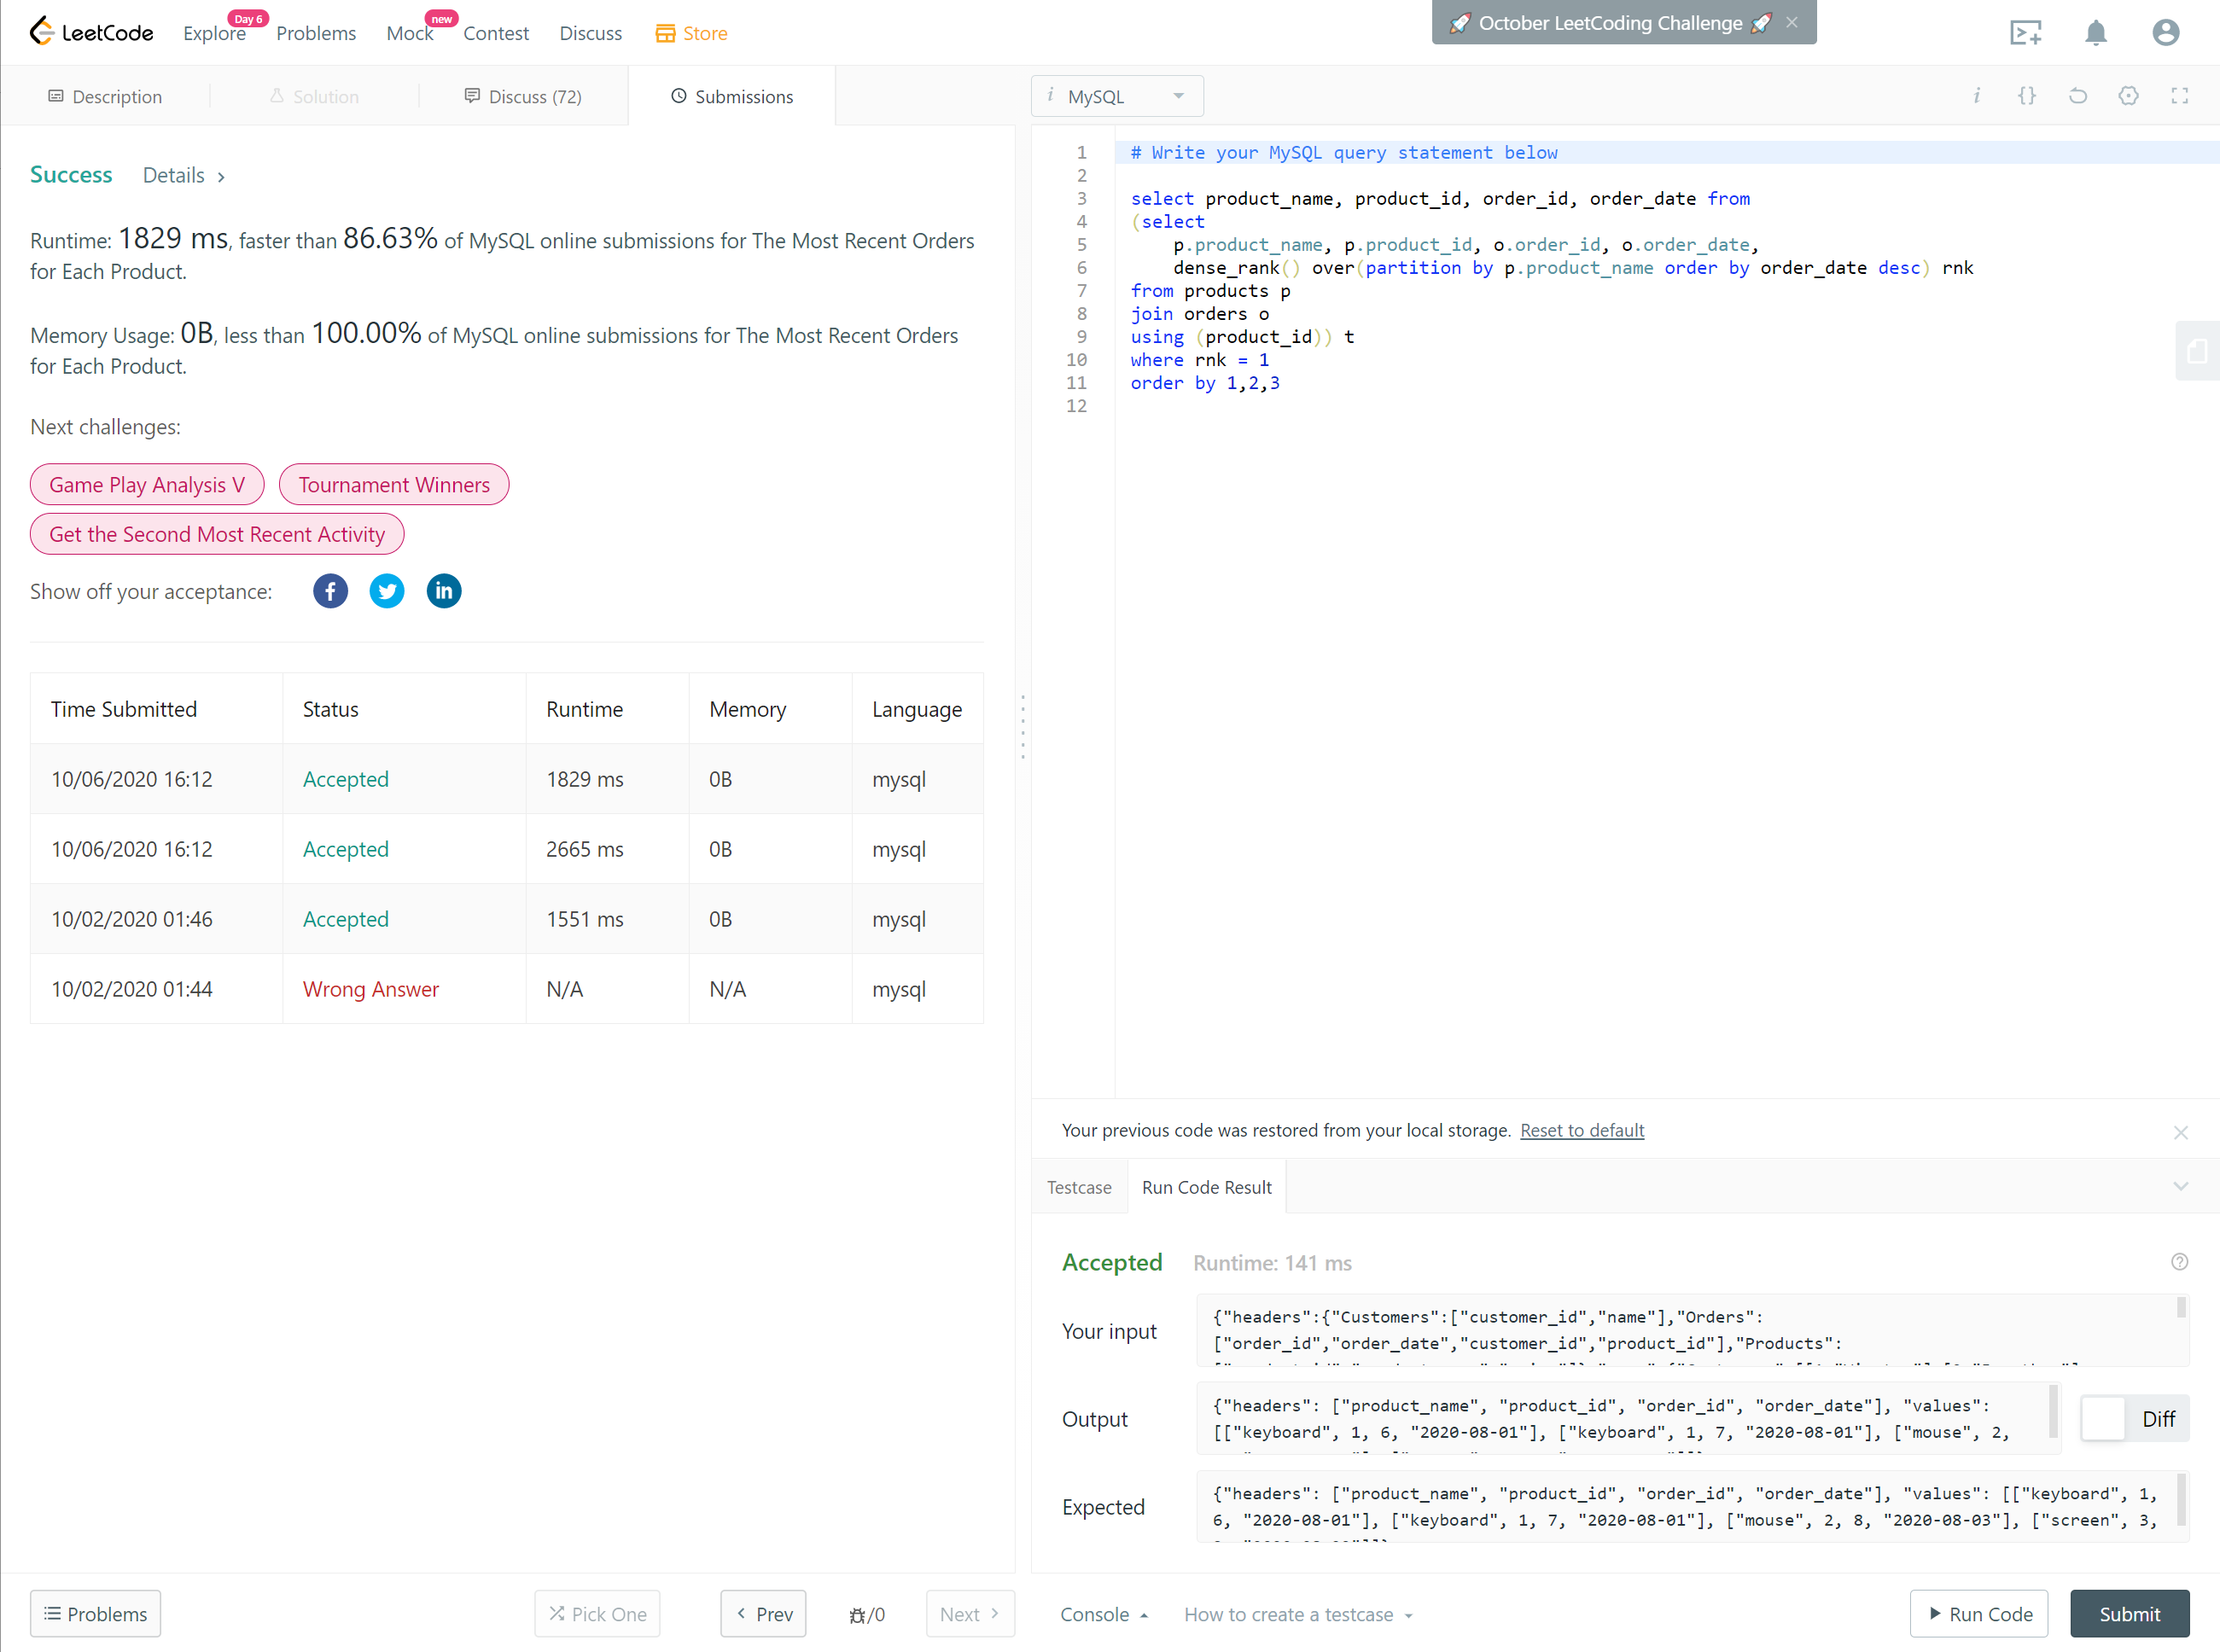 LeetCode
Explore
Day 6
Problems
Mock
new
Contest
Discuss
Store
🚀 October LeetCoding Challenge 🚀 ×
Description
Solution
Discuss (72)
Submissions
i MySQL
Success
Details >
Runtime: 1829 ms, faster than 86.63% of MySQL online submissions for The Most Recent Orders
for Each Product.
Memory Usage: 0B, less than 100.00% of MySQL online submissions for The Most Recent Orders
for Each Product.
Next challenges:
Game Play Analysis V
Tournament Winners
Get the Second Most Recent Activity
Show off your acceptance:
Time Submitted Status Runtime Memory Language
10/06/2020 16:12 Accepted 1829 ms 0B mysql
10/06/2020 16:12 Accepted 2665 ms 0B mysql
10/02/2020 01:46 Accepted 1551 ms 0B mysql
10/02/2020 01:44 Wrong Answer N/A N/A mysql
1 # Write your MySQL query statement below
2
3 select product_name, product_id, order_id, order_date from
4 (select
5     p.product_name, p.product_id, o.order_id, o.order_date,
6     dense_rank() over(partition by p.product_name order by order_date desc) rnk
7 from products p
8 join orders o
9 using (product_id)) t
10 where rnk = 1
11 order by 1,2,3
12
Your previous code was restored from your local storage. Reset to default
Testcase
Run Code Result
Accepted
Runtime: 141 ms
Your input
{"headers":{"Customers":["customer_id","name"],"Orders":
["order_id","order_date","customer_id","product_id"],"Products":
Output
{"headers": ["product_name", "product_id", "order_id", "order_date"], "values":
[["keyboard", 1, 6, "2020-08-01"], ["keyboard", 1, 7, "2020-08-01"], ["mouse", 2,
Diff
Expected
{"headers": ["product_name", "product_id", "order_id", "order_date"], "values": [["keyboard", 1,
6, "2020-08-01"], ["keyboard", 1, 7, "2020-08-01"], ["mouse", 2, 8, "2020-08-03"], ["screen", 3,
Problems
Pick One
< Prev
/0
Next >
Console
How to create a testcase
Run Code
Submit